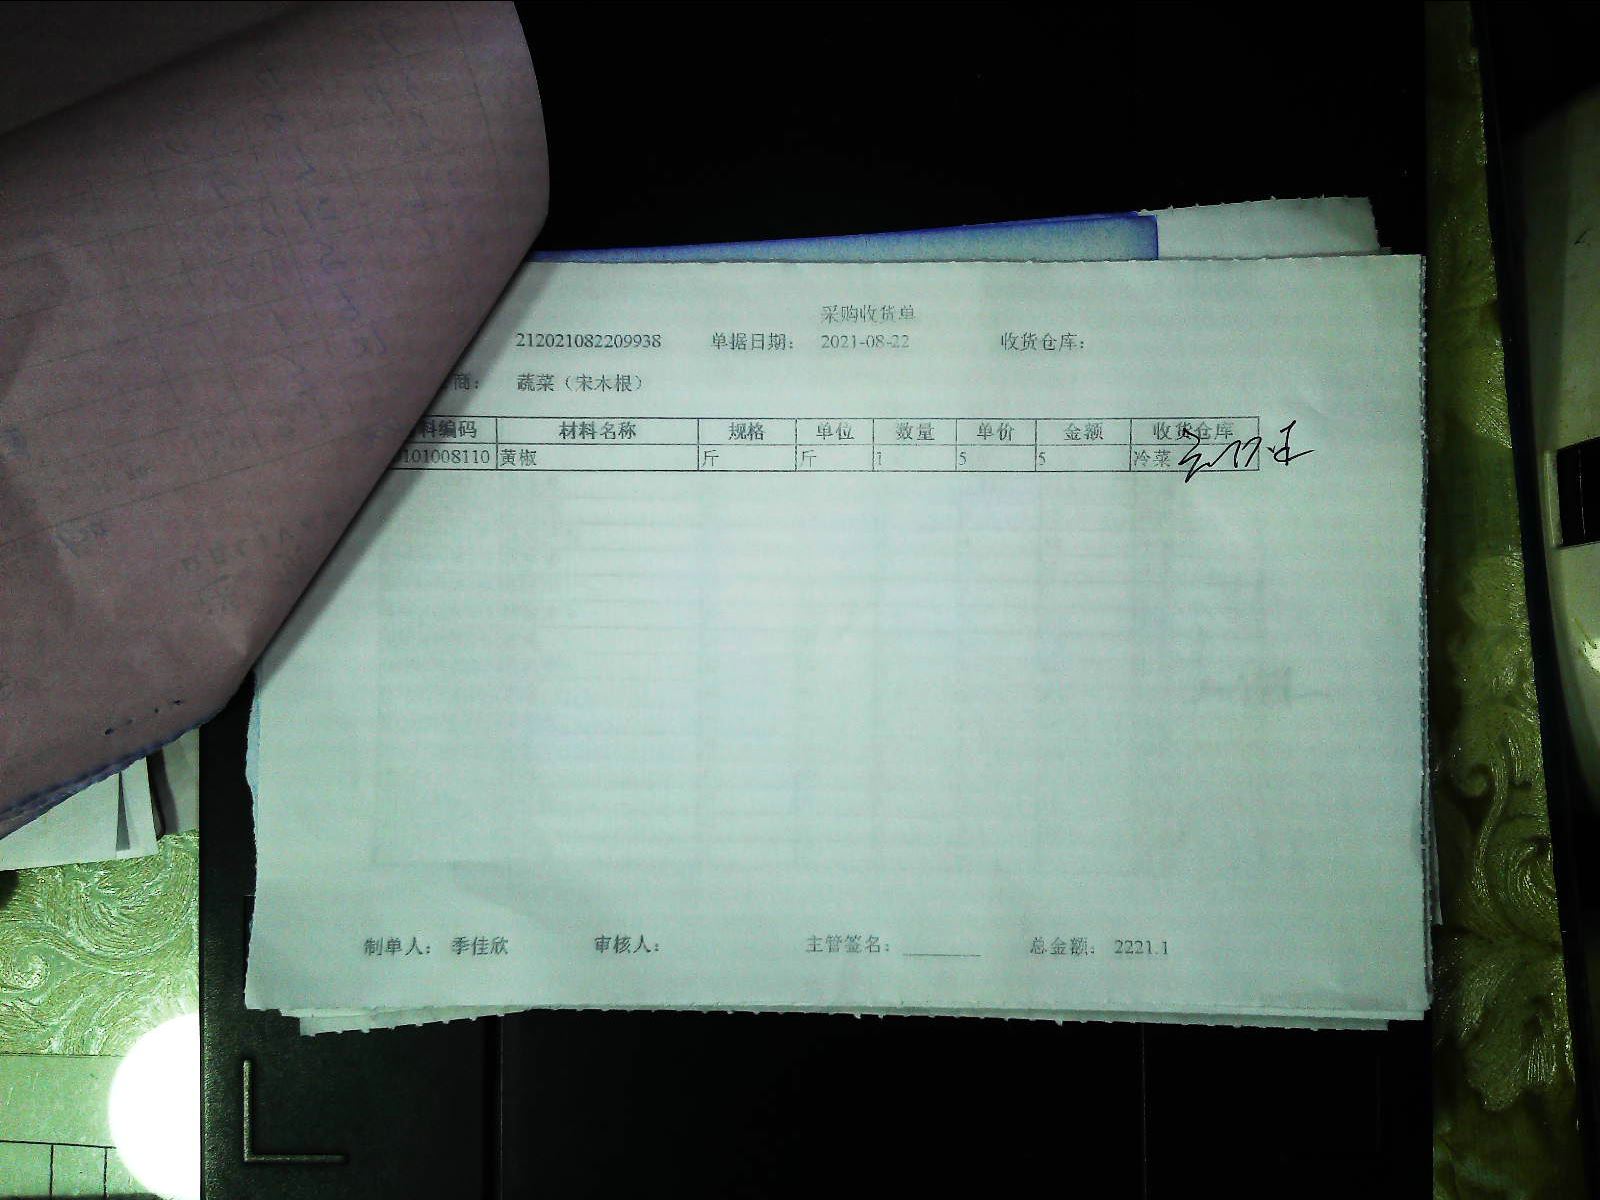 采购收货单
212021082209938 单据日期: 2021-08-22 收货仓库:
商: 蔬菜（宋木根）
料编码 材料名称 规格 单位 数量 单价 金额 收货仓库
101008110 黄椒 斤 斤 1 5 5 冷菜
制单人: 季佳欣 审核人: 主管签名: ________ 总金额: 2221.1